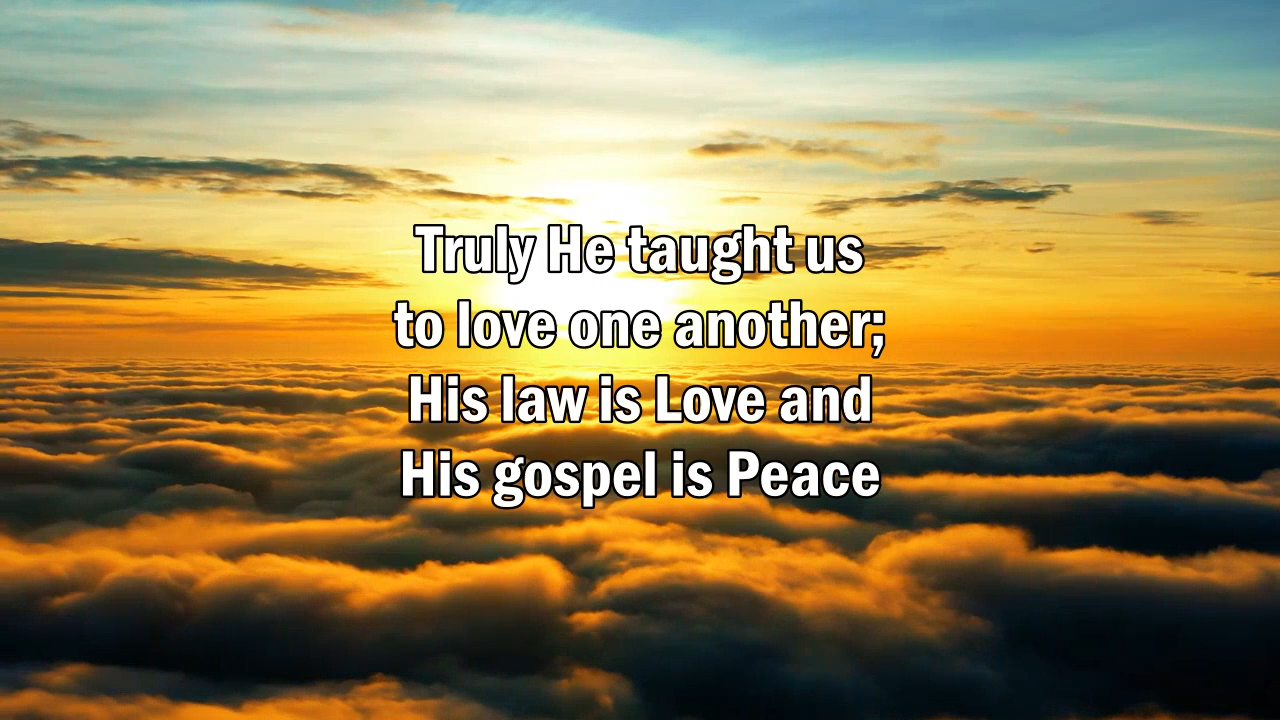 Truly He taught us
to love one another;
His law is Love and
His gospel is Peace